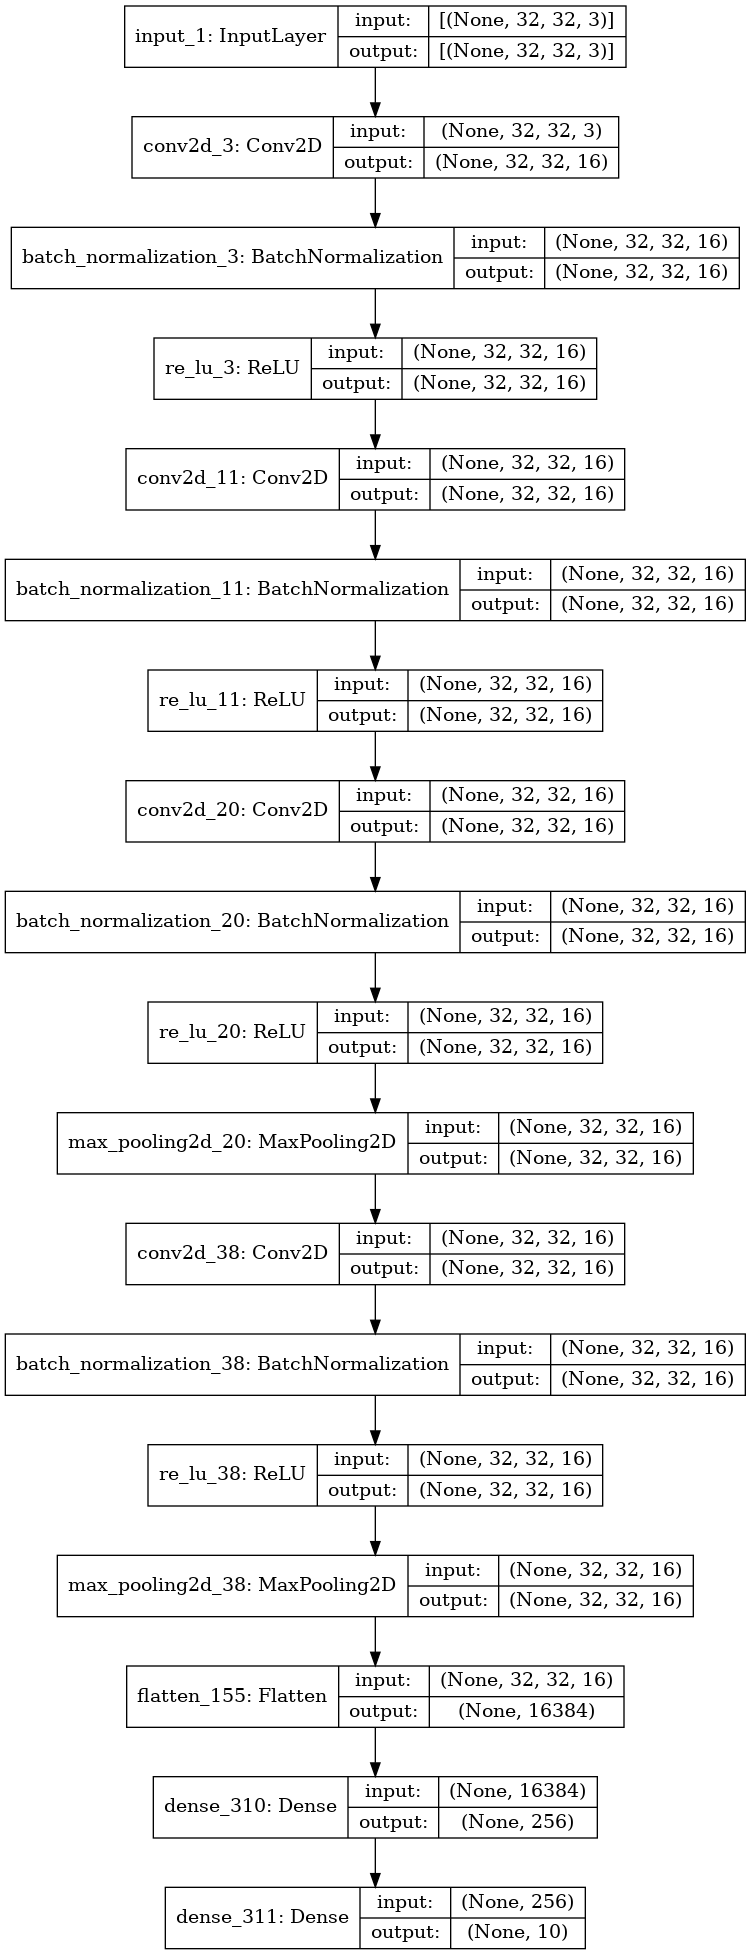 input_1: InputLayer
input: [(None, 32, 32, 3)]
output: [(None, 32, 32, 3)]
conv2d_3: Conv2D
input: (None, 32, 32, 3)
output: (None, 32, 32, 16)
batch_normalization_3: BatchNormalization
input: (None, 32, 32, 16)
output: (None, 32, 32, 16)
re_lu_3: ReLU
input: (None, 32, 32, 16)
output: (None, 32, 32, 16)
conv2d_11: Conv2D
input: (None, 32, 32, 16)
output: (None, 32, 32, 16)
batch_normalization_11: BatchNormalization
input: (None, 32, 32, 16)
output: (None, 32, 32, 16)
re_lu_11: ReLU
input: (None, 32, 32, 16)
output: (None, 32, 32, 16)
conv2d_20: Conv2D
input: (None, 32, 32, 16)
output: (None, 32, 32, 16)
batch_normalization_20: BatchNormalization
input: (None, 32, 32, 16)
output: (None, 32, 32, 16)
re_lu_20: ReLU
input: (None, 32, 32, 16)
output: (None, 32, 32, 16)
max_pooling2d_20: MaxPooling2D
input: (None, 32, 32, 16)
output: (None, 32, 32, 16)
conv2d_38: Conv2D
input: (None, 32, 32, 16)
output: (None, 32, 32, 16)
batch_normalization_38: BatchNormalization
input: (None, 32, 32, 16)
output: (None, 32, 32, 16)
re_lu_38: ReLU
input: (None, 32, 32, 16)
output: (None, 32, 32, 16)
max_pooling2d_38: MaxPooling2D
input: (None, 32, 32, 16)
output: (None, 32, 32, 16)
flatten_155: Flatten
input: (None, 32, 32, 16)
output: (None, 16384)
dense_310: Dense
input: (None, 16384)
output: (None, 256)
dense_311: Dense
input: (None, 256)
output: (None, 10)